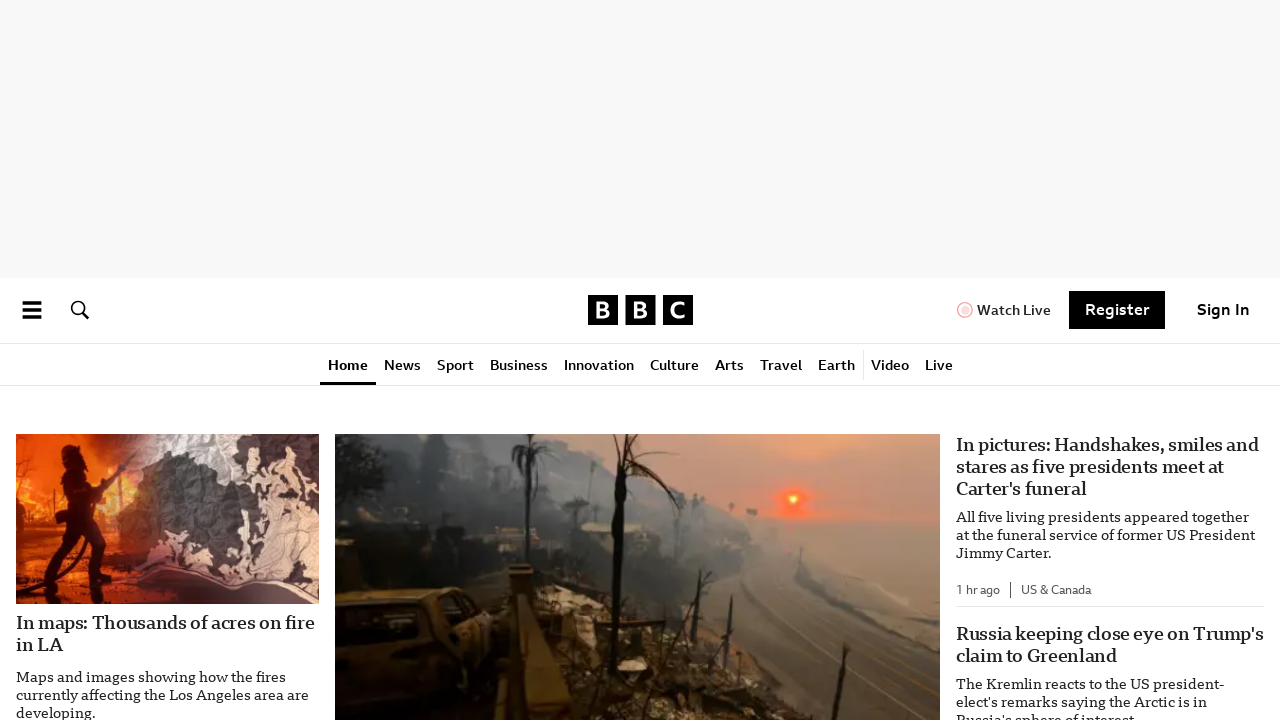 BBC
Watch Live
Register
Sign In
Home
News
Sport
Business
Innovation
Culture
Arts
Travel
Earth
Video
Live
In maps: Thousands of acres on fire
in LA
Maps and images showing how the fires
currently affecting the Los Angeles area are
developing.
In pictures: Handshakes, smiles and
stares as five presidents meet at
Carter's funeral
All five living presidents appeared together
at the funeral service of former US President
Jimmy Carter.
1 hr ago
US & Canada
Russia keeping close eye on Trump's
claim to Greenland
The Kremlin reacts to the US president-
elect's remarks saying the Arctic is in
Russia's sphere of interest.